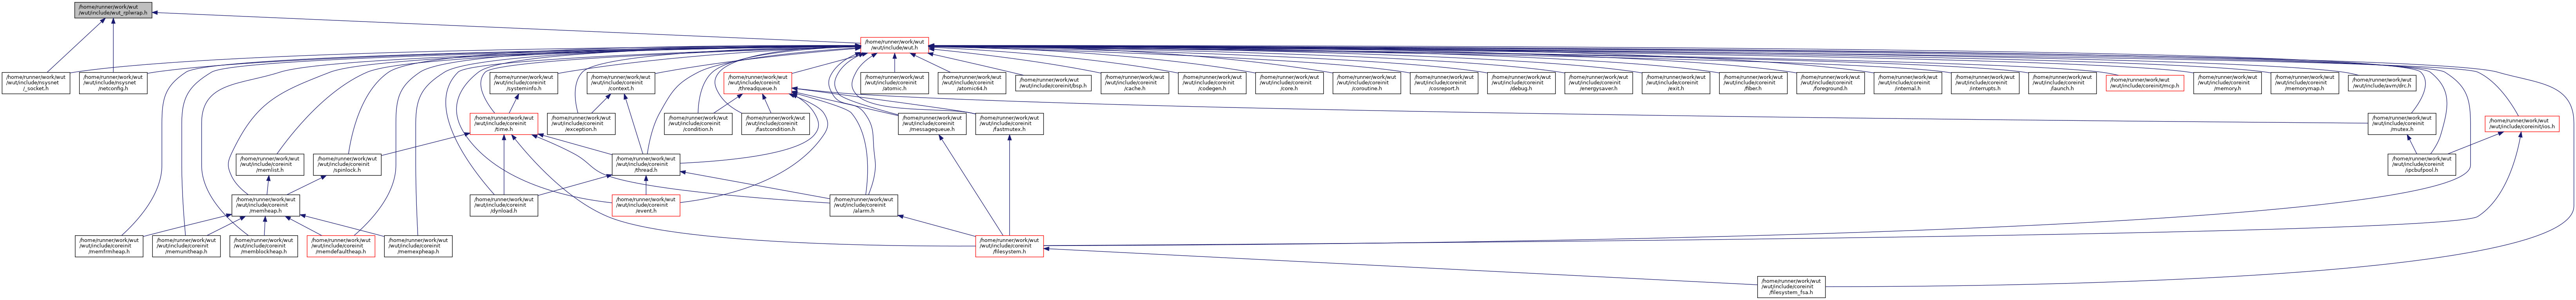 /home/runner/work/wut
/wut/include/wut_rplwrap.h
/home/runner/work/wut
/wut/include/wut.h
/home/runner/work/wut
/wut/include/nsysnet
/_socket.h
/home/runner/work/wut
/wut/include/nsysnet
/netconfig.h
/home/runner/work/wut
/wut/include/coreinit
/systeminfo.h
/home/runner/work/wut
/wut/include/coreinit
/context.h
/home/runner/work/wut
/wut/include/coreinit
/threadqueue.h
/home/runner/work/wut
/wut/include/coreinit
/atomic.h
/home/runner/work/wut
/wut/include/coreinit
/atomic64.h
/home/runner/work/wut
/wut/include/coreinit/bsp.h
/home/runner/work/wut
/wut/include/coreinit
/cache.h
/home/runner/work/wut
/wut/include/coreinit
/codegen.h
/home/runner/work/wut
/wut/include/coreinit
/core.h
/home/runner/work/wut
/wut/include/coreinit
/coroutine.h
/home/runner/work/wut
/wut/include/coreinit
/cosreport.h
/home/runner/work/wut
/wut/include/coreinit
/debug.h
/home/runner/work/wut
/wut/include/coreinit
/energysaver.h
/home/runner/work/wut
/wut/include/coreinit
/exit.h
/home/runner/work/wut
/wut/include/coreinit
/fiber.h
/home/runner/work/wut
/wut/include/coreinit
/foreground.h
/home/runner/work/wut
/wut/include/coreinit
/internal.h
/home/runner/work/wut
/wut/include/coreinit
/interrupts.h
/home/runner/work/wut
/wut/include/coreinit
/launch.h
/home/runner/work/wut
/wut/include/coreinit/mcp.h
/home/runner/work/wut
/wut/include/coreinit
/memory.h
/home/runner/work/wut
/wut/include/coreinit
/memorymap.h
/home/runner/work/wut
/wut/include/avm/drc.h
/home/runner/work/wut
/wut/include/coreinit
/time.h
/home/runner/work/wut
/wut/include/coreinit
/exception.h
/home/runner/work/wut
/wut/include/coreinit
/condition.h
/home/runner/work/wut
/wut/include/coreinit
/fastcondition.h
/home/runner/work/wut
/wut/include/coreinit
/messagequeue.h
/home/runner/work/wut
/wut/include/coreinit
/fastmutex.h
/home/runner/work/wut
/wut/include/coreinit
/mutex.h
/home/runner/work/wut
/wut/include/coreinit/ios.h
/home/runner/work/wut
/wut/include/coreinit
/memlist.h
/home/runner/work/wut
/wut/include/coreinit
/spinlock.h
/home/runner/work/wut
/wut/include/coreinit
/thread.h
/home/runner/work/wut
/wut/include/coreinit
/ipcbufpool.h
/home/runner/work/wut
/wut/include/coreinit
/memheap.h
/home/runner/work/wut
/wut/include/coreinit
/dynload.h
/home/runner/work/wut
/wut/include/coreinit
/event.h
/home/runner/work/wut
/wut/include/coreinit
/alarm.h
/home/runner/work/wut
/wut/include/coreinit
/memfrmheap.h
/home/runner/work/wut
/wut/include/coreinit
/memunitheap.h
/home/runner/work/wut
/wut/include/coreinit
/memblockheap.h
/home/runner/work/wut
/wut/include/coreinit
/memdefaultheap.h
/home/runner/work/wut
/wut/include/coreinit
/memexpheap.h
/home/runner/work/wut
/wut/include/coreinit
/filesystem.h
/home/runner/work/wut
/wut/include/coreinit
/filesystem_fsa.h